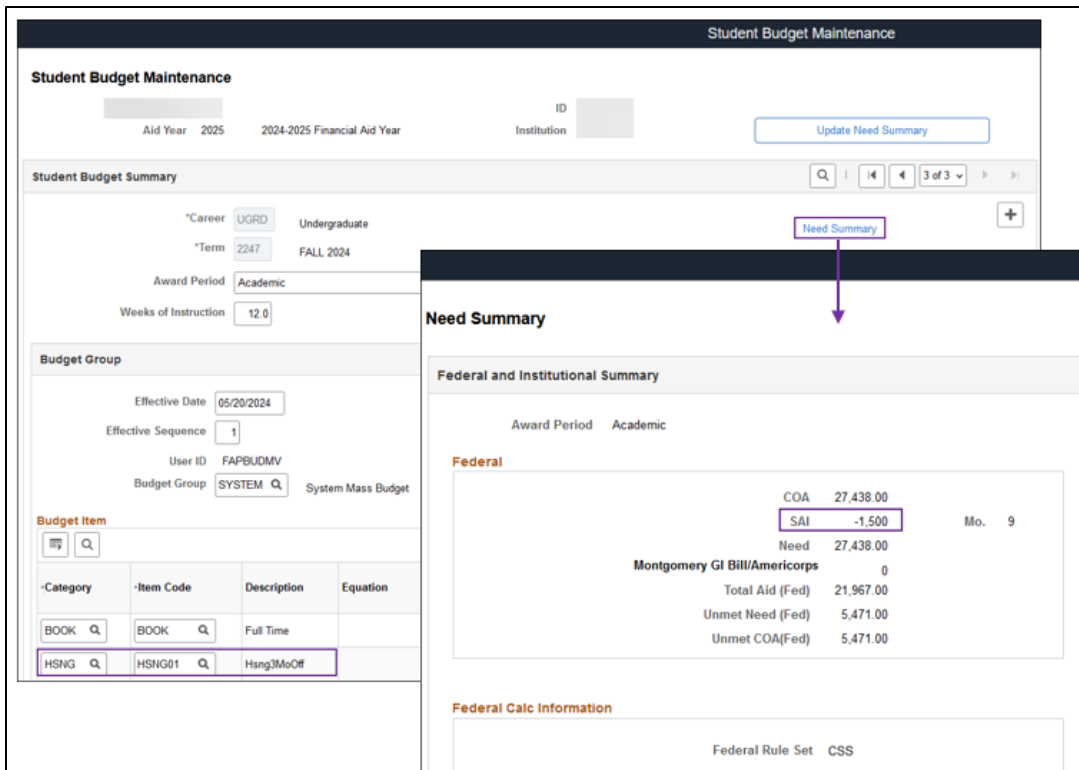 Student Budget Maintenance
Student Budget Maintenance
ID
Aid Year 2025 2024-2025 Financial Aid Year Institution Update Need Summary
Student Budget Summary 3 of 3
*Career UGRD Undergraduate Need Summary
*Term 2247 FALL 2024
Award Period Academic
Weeks of Instruction 12.0
Budget Group
Effective Date 05/20/2024
Effective Sequence 1
User ID FAPBUDMV
Budget Group SYSTEM System Mass Budget
Budget Item
*Category *Item Code Description Equation
BOOK BOOK Full Time
HSNG HSNG01 Hsng3MoOff
Need Summary
Federal and Institutional Summary
Award Period Academic
Federal
COA 27,438.00
SAI -1,500 Mo. 9
Need 27,438.00
Montgomery GI Bill/Americorps 0
Total Aid (Fed) 21,967.00
Unmet Need (Fed) 5,471.00
Unmet COA(Fed) 5,471.00
Federal Calc Information
Federal Rule Set CSS